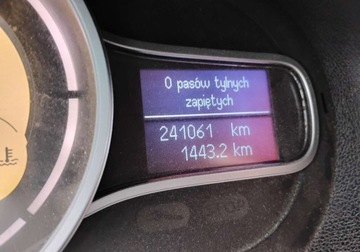 0 pasów tylnych
zapiętych
241061 km
1443.2 km